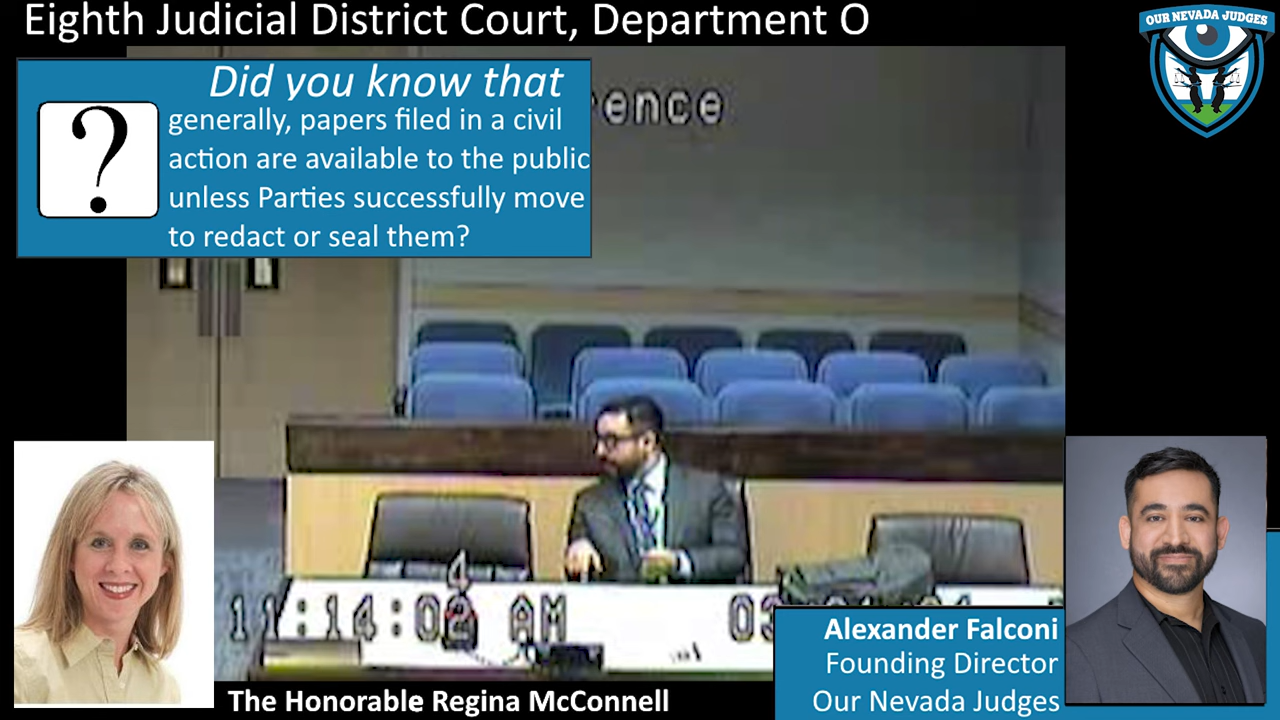 Eighth Judicial District Court, Department O
OUR NEVADA JUDGES
Did you know that
?
generally, papers filed in a civil
action are available to the public
unless Parties successfully move
to redact or seal them?
ence
4
11:14:02 AM
03
Alexander Falconi
Founding Director
Our Nevada Judges
The Honorable Regina McConnell